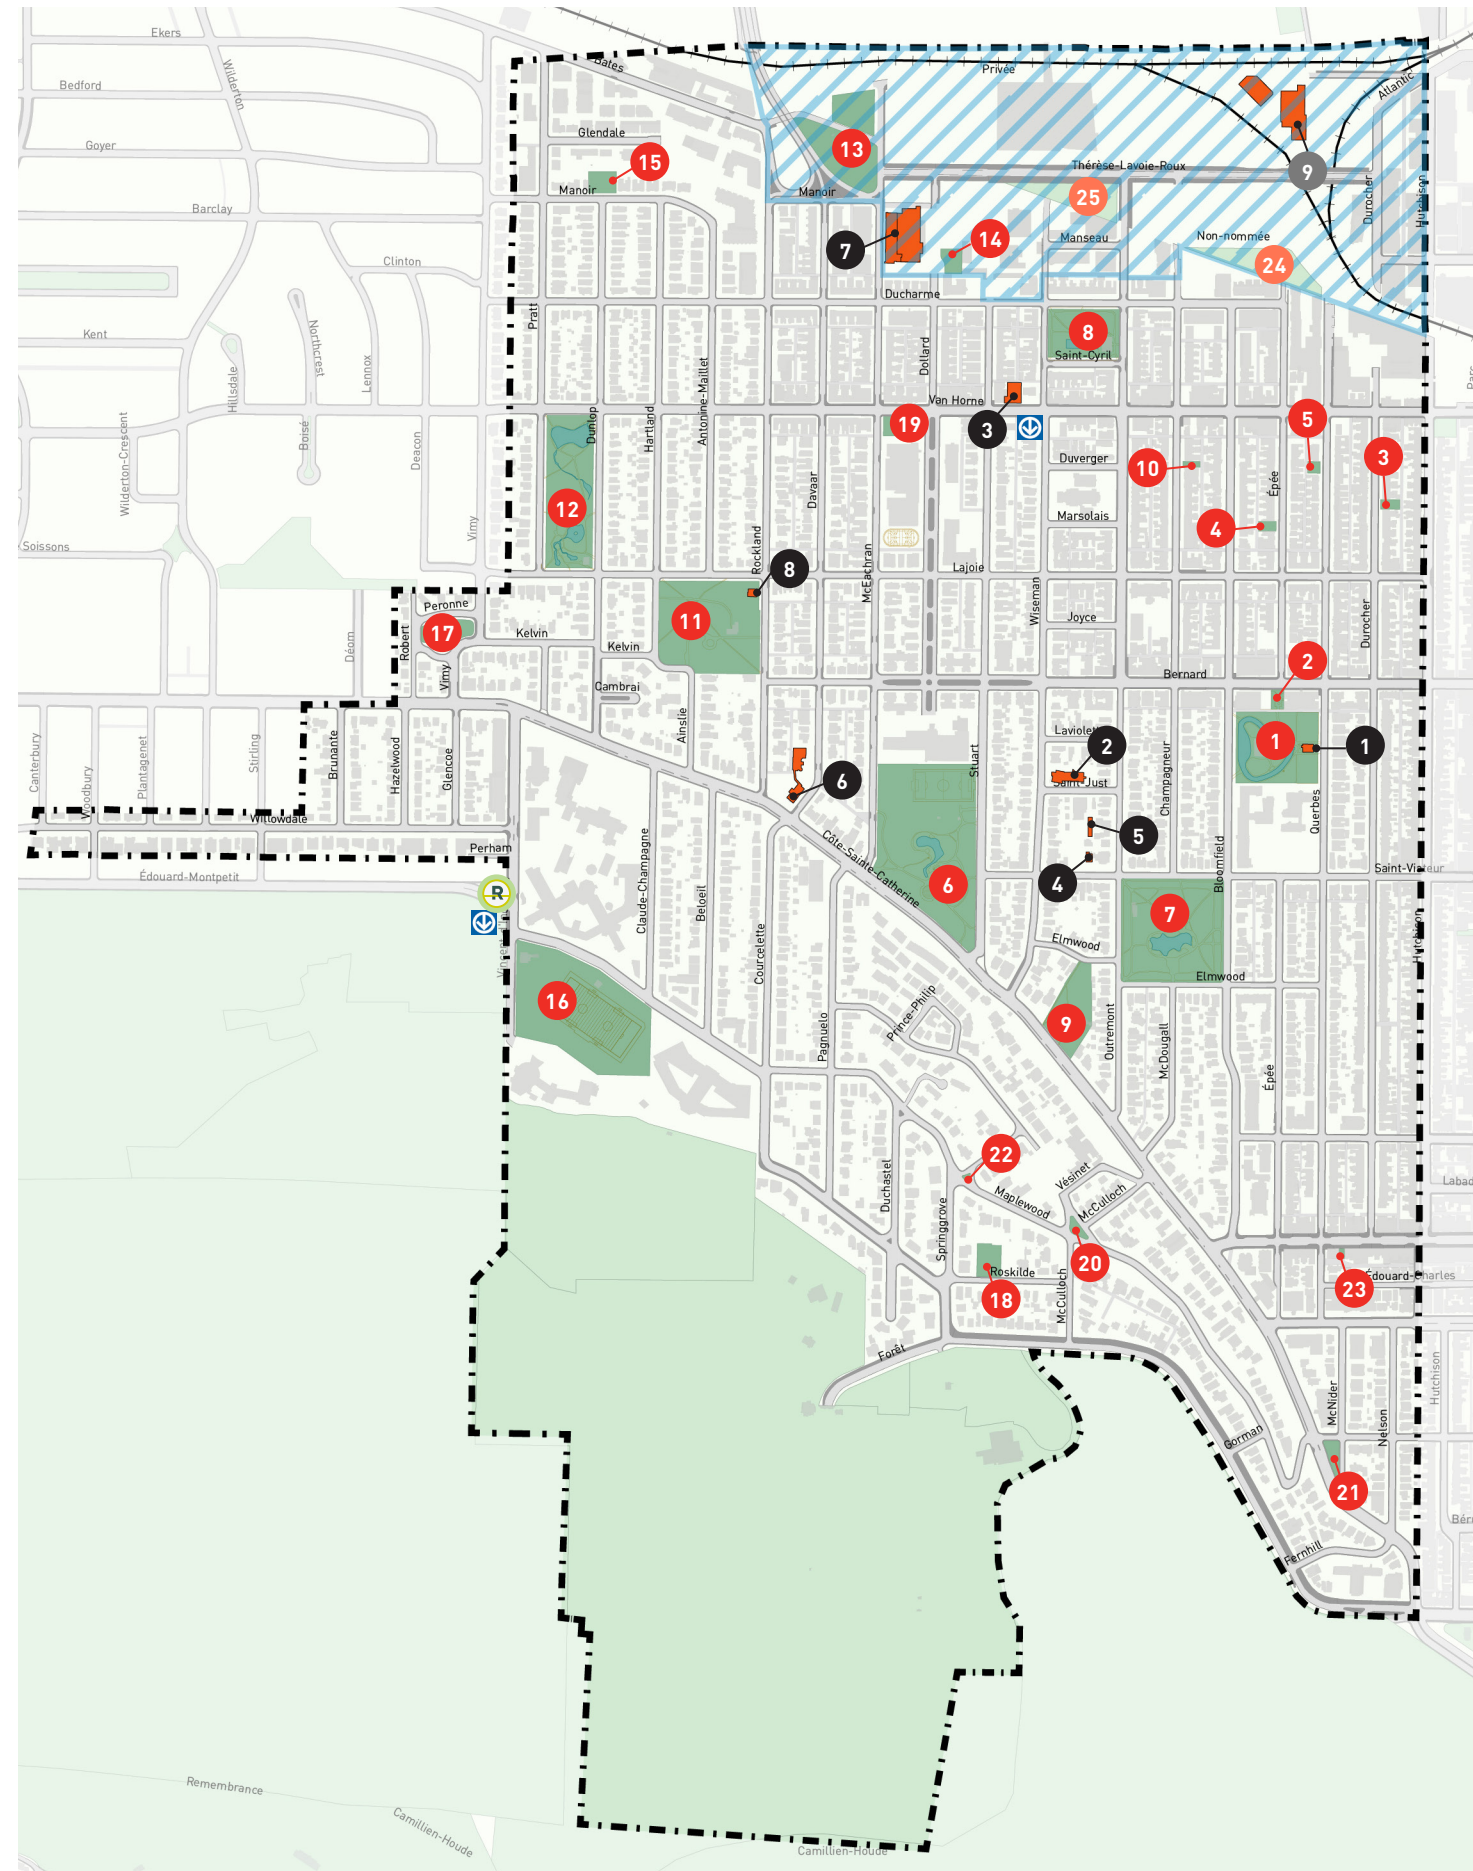 Ekers
Wilderton
Bates
Privée
Bedford
Atlantic
Goyer
Glendale
13
15
Thérèse-Lavoie-Roux
9
Manoir
Manoir
25
Durocher
Hutchison
Barclay
7
14
Manseau
Non-nommée
Clinton
24
Ducharme
Kent
Northcrest
Pratt
8
Saint-Cyril
Hillsdale
Lennox
Antonine-Maillet
Dollard
Van Horne
Dunlop
Hartland
19
3
5
Wilderton-Crescent
Boisé
Deacon
Duverger
10
3
Davaar
Épée
12
Marsolais
4
Soissons
Vimy
Rockland
8
McEachran
Lajoie
Wiseman
Peronne
Robert
17
Kelvin
Kelvin
11
Joyce
Durocher
Déom
Vimy
Bernard
2
Cambrai
Canterbury
Woodbury
Plantagenet
Stirling
Brunante
Hazelwood
Glencoe
Ainslie
Stuart
2
1
1
Saint-Just
Champagneur
6
Querbes
Willowdale
Perham
Claude-Champagne
Côte-Sainte-Catherine
5
Édouard-Montpetit
R
Beloeil
6
4
Bloomfield
Saint-Viateur
7
Hutchison
Courcelette
Elmwood
Elmwood
16
Prince-Philip
9
Outremont
Pagnuelo
McDougall
Épée
22
Duchastel
Vésinet
Springgrove
Maplewood
McCulloch
20
Roskilde
18
McCulloch
Édouard-Charles
23
Forêt
Hutchison
McNider
Nelson
Gorman
21
Fernhill
Remembrance
Camillien-Houde
Camillien-Houde